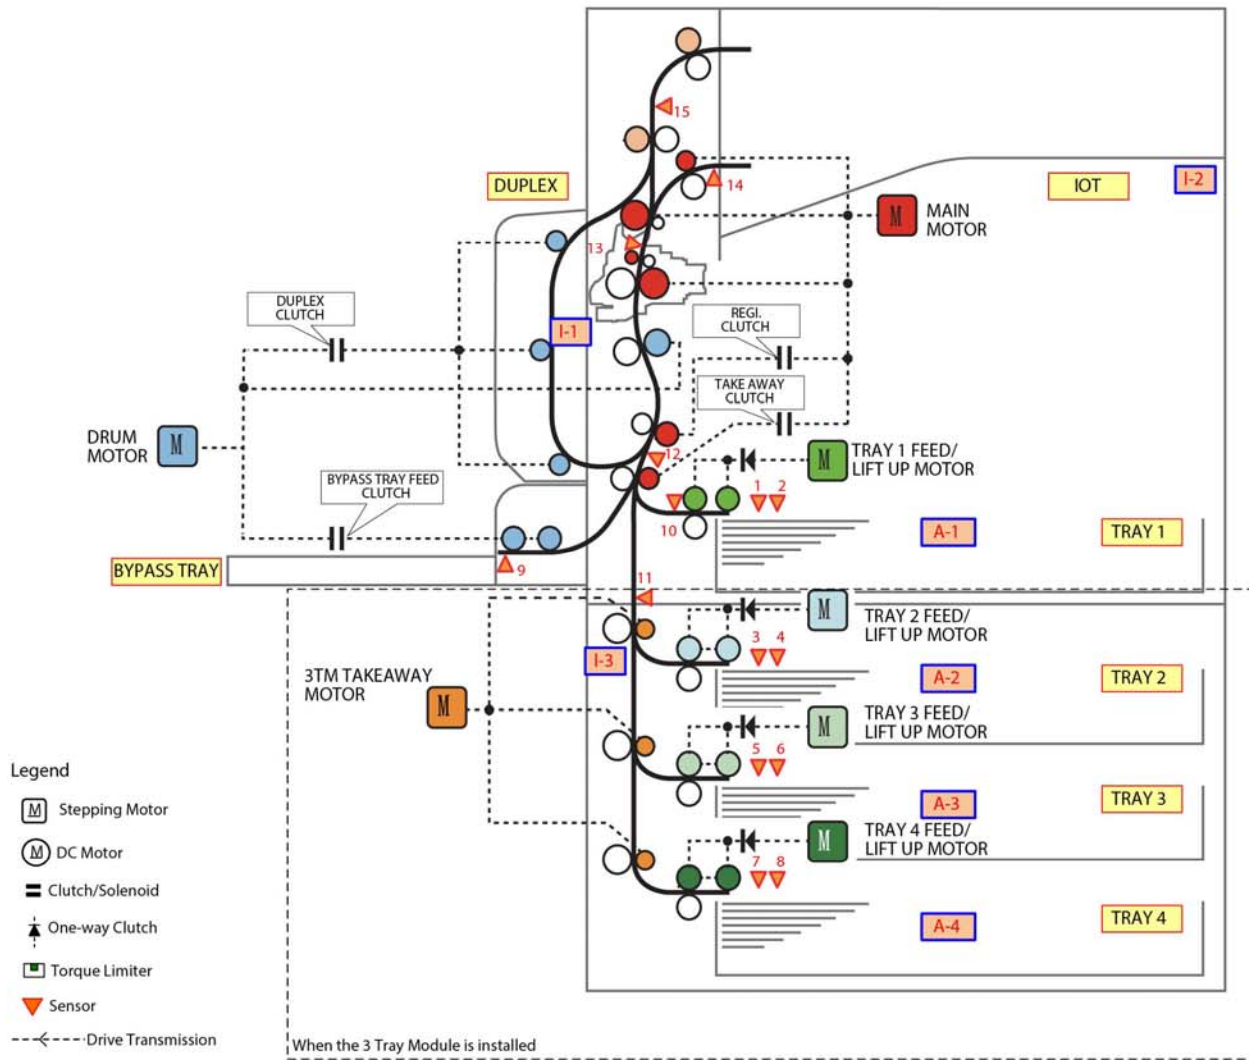 15
DUPLEX
14
IOT
I-2
M
MAIN
MOTOR
13
DUPLEX
CLUTCH
I-1
REGI.
CLUTCH
TAKE AWAY
CLUTCH
DRUM
MOTOR
M
12
M
TRAY 1 FEED/
LIFT UP MOTOR
BYPASS TRAY FEED
CLUTCH
1 2
10
A-1
TRAY 1
BYPASS TRAY
9
11
M
TRAY 2 FEED/
LIFT UP MOTOR
3 4
I-3
A-2
TRAY 2
3TM TAKEAWAY
MOTOR
M
M
TRAY 3 FEED/
LIFT UP MOTOR
5 6
A-3
TRAY 3
M
TRAY 4 FEED/
LIFT UP MOTOR
7 8
A-4
TRAY 4
Legend
M Stepping Motor
M DC Motor
Clutch/Solenoid
One-way Clutch
Torque Limiter
Sensor
Drive Transmission
When the 3 Tray Module is installed